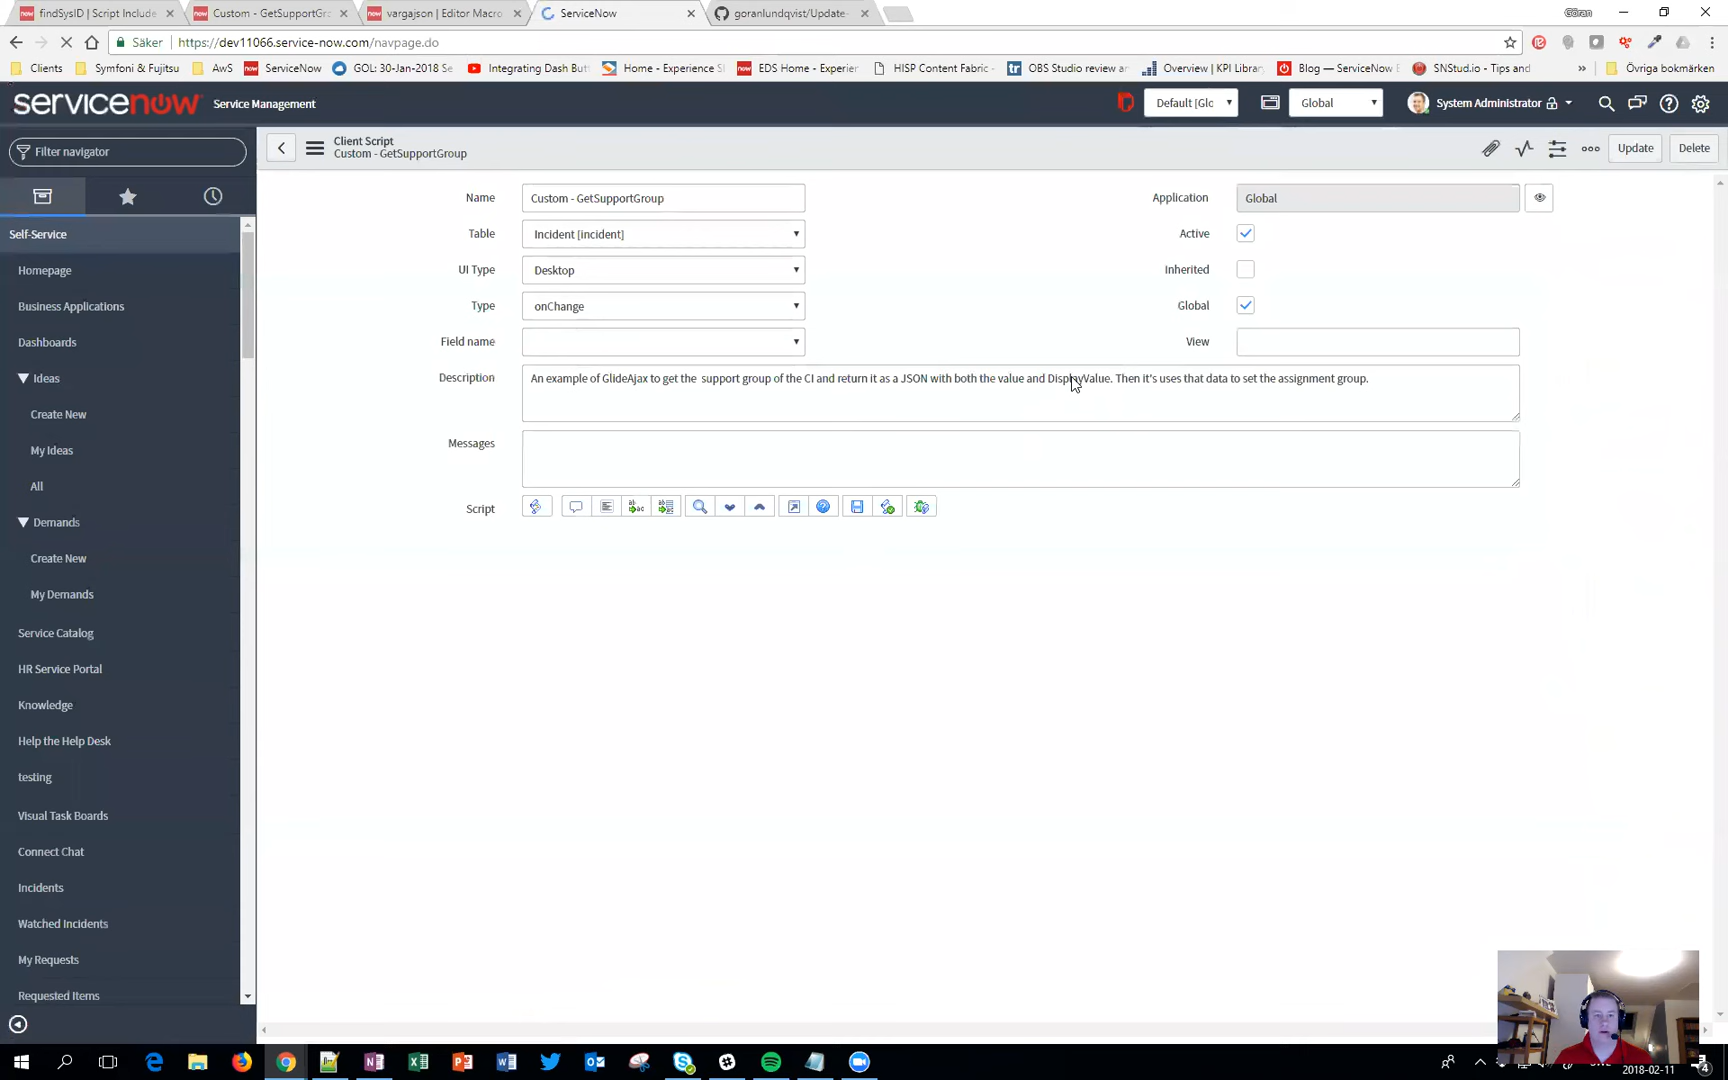 findSysID | Script Include
Custom - GetSupportGro
vargajson | Editor Macro
ServiceNow
goranlundqvist/Update-
Göran
Säker
https://dev11066.service-now.com/navpage.do
Clients
Symfoni & Fujitsu
AwS
ServiceNow
GOL: 30-Jan-2018 Se
Integrating Dash Butt
Home - Experience S
EDS Home - Experien
HISP Content Fabric -
OBS Studio review an
Overview | KPI Librar
Blog — ServiceNow E
SNStud.io - Tips and
»
Övriga bokmärken
servicenow
Service Management
Default [Glo
Global
System Administrator
Filter navigator
Client Script
Custom - GetSupportGroup
Update
Delete
Self-Service
Homepage
Business Applications
Dashboards
Ideas
Create New
My Ideas
All
Demands
Create New
My Demands
Service Catalog
HR Service Portal
Knowledge
Help the Help Desk
testing
Visual Task Boards
Connect Chat
Incidents
Watched Incidents
My Requests
Requested Items
Name
Custom - GetSupportGroup
Application
Global
Table
Incident [incident]
Active
UI Type
Desktop
Inherited
Type
onChange
Global
Field name
View
Description
An example of GlideAjax to get the support group of the CI and return it as a JSON with both the value and DisplayValue. Then it's uses that data to set the assignment group.
Messages
Script
2018-02-11
4